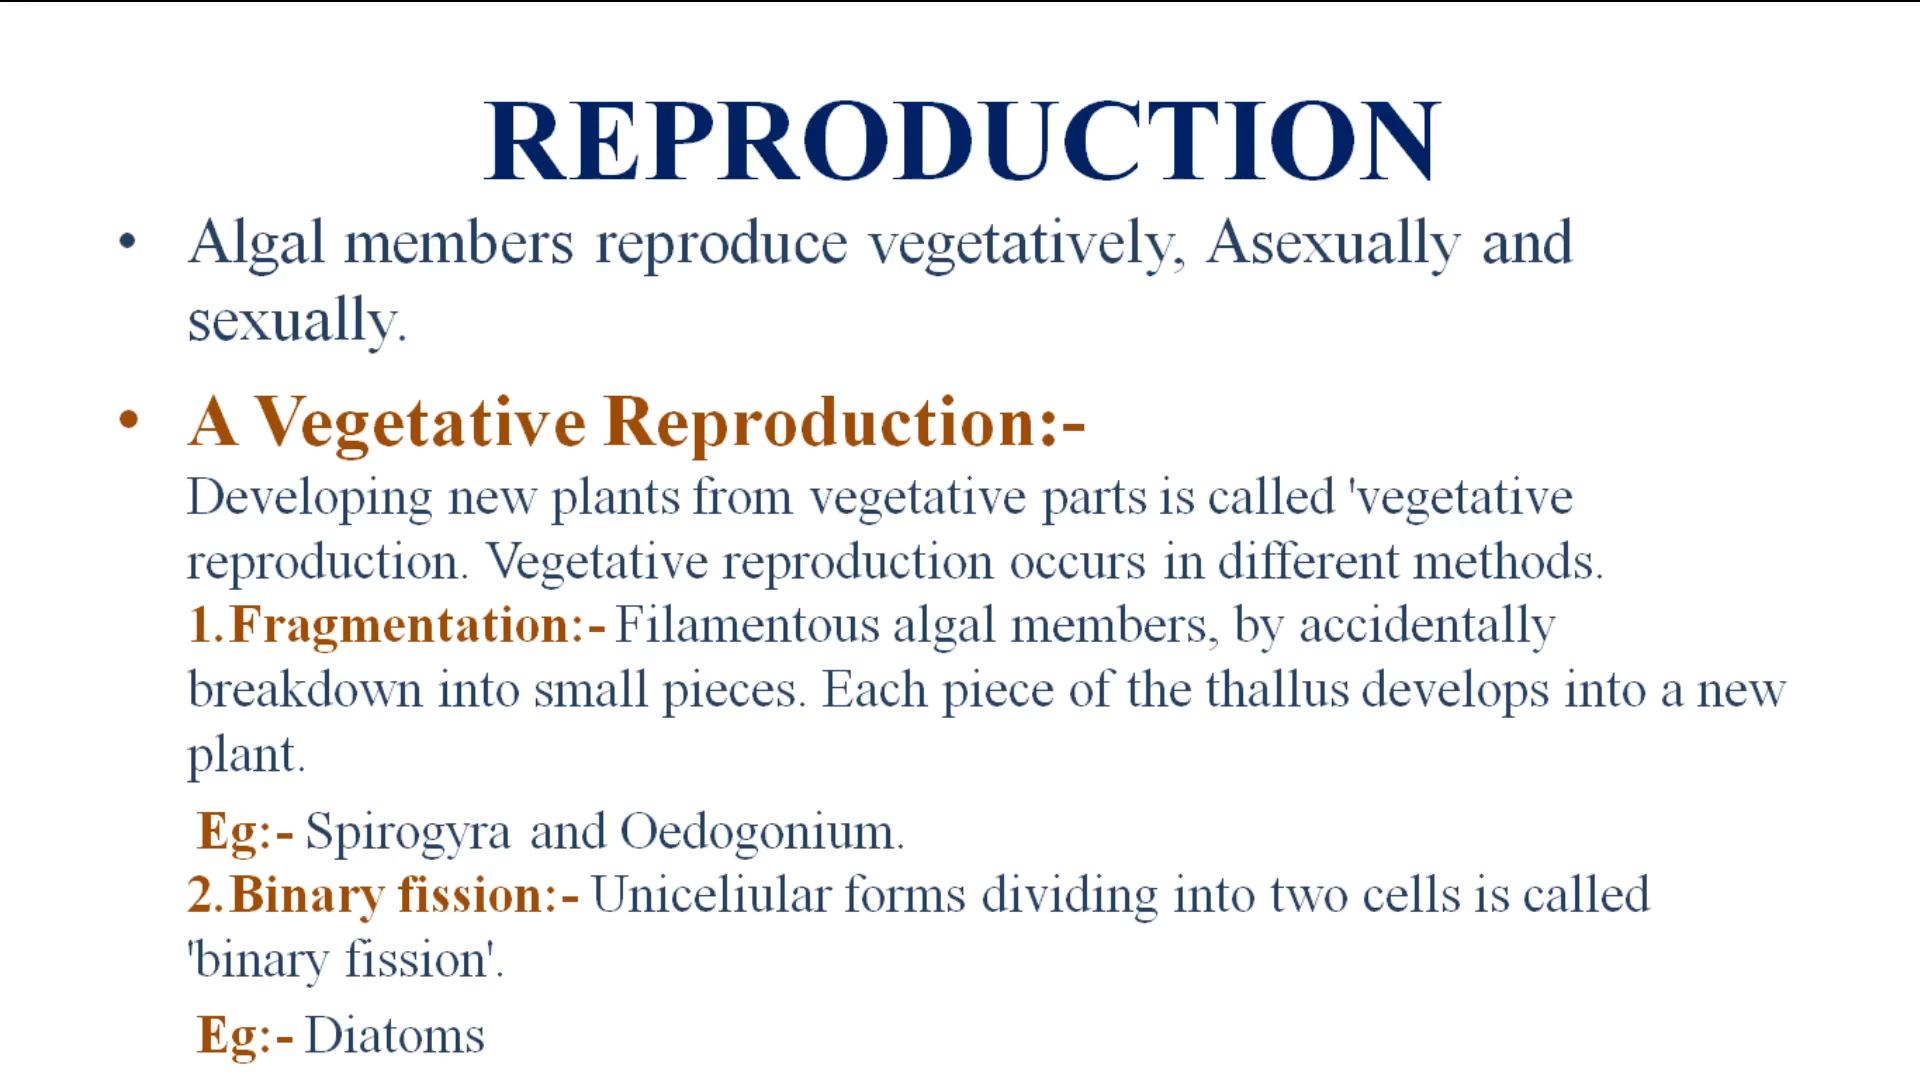 REPRODUCTION
• Algal members reproduce vegetatively, Asexually and
sexually.
• A Vegetative Reproduction:-
Developing new plants from vegetative parts is called 'vegetative
reproduction. Vegetative reproduction occurs in different methods.
1.Fragmentation:- Filamentous algal members, by accidentally
breakdown into small pieces. Each piece of the thallus develops into a new
plant.
Eg:- Spirogyra and Oedogonium.
2.Binary fission:- Uniceliular forms dividing into two cells is called
'binary fission'.
Eg:- Diatoms